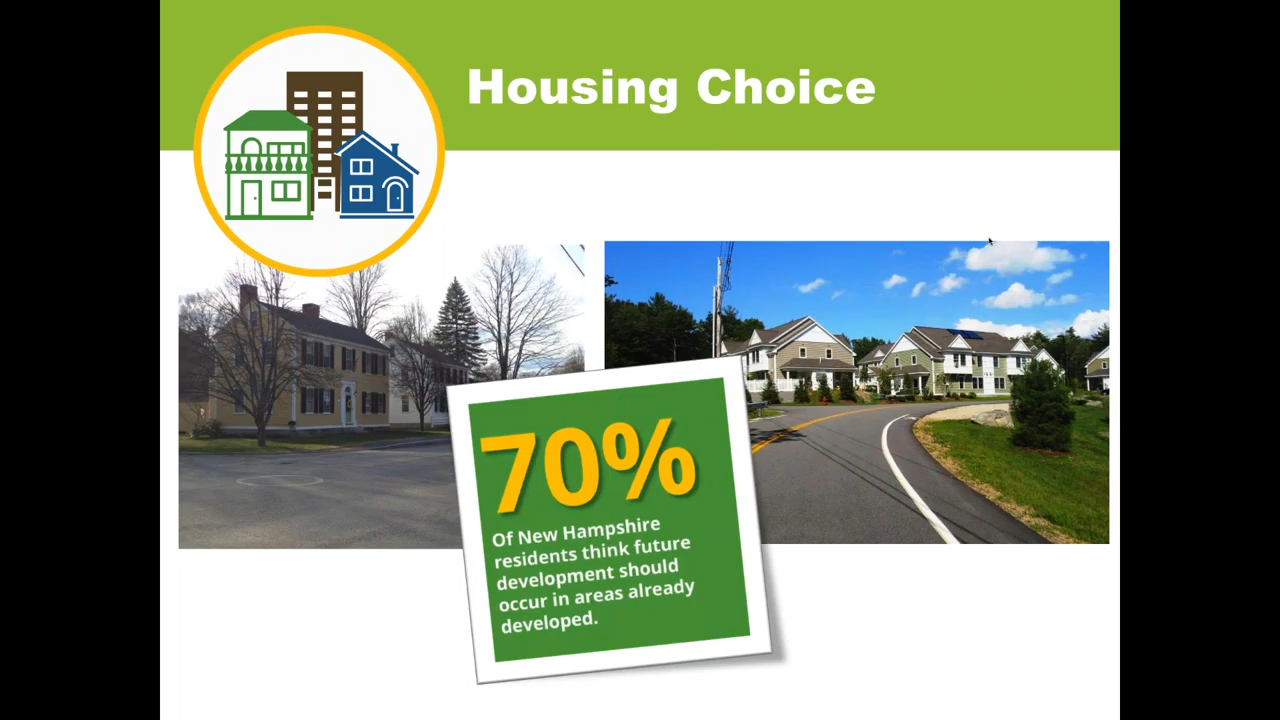 Housing Choice
70%
Of New Hampshire
residents think future
development should
occur in areas already
developed.